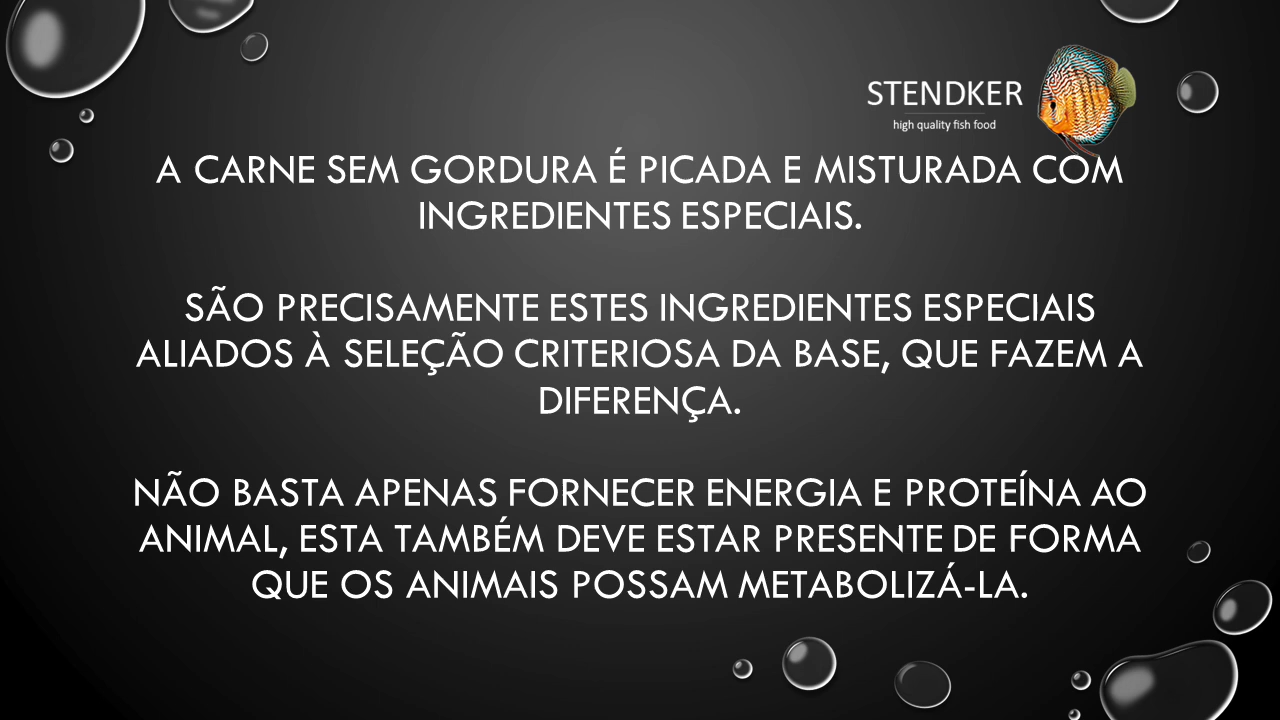 STENDKER
high quality fish food
A CARNE SEM GORDURA É PICADA E MISTURADA COM
INGREDIENTES ESPECIAIS.
SÃO PRECISAMENTE ESTES INGREDIENTES ESPECIAIS
ALIADOS À SELEÇÃO CRITERIOSA DA BASE, QUE FAZEM A
DIFERENÇA.
NÃO BASTA APENAS FORNECER ENERGIA E PROTEÍNA AO
ANIMAL, ESTA TAMBÉM DEVE ESTAR PRESENTE DE FORMA
QUE OS ANIMAIS POSSAM METABOLIZÁ-LA.